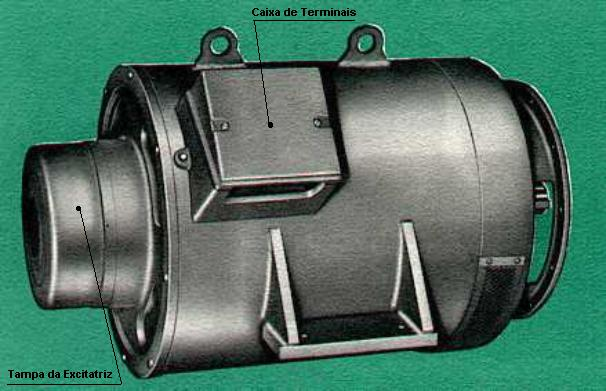 Caixa de Terminais
Tampa da Excitatriz